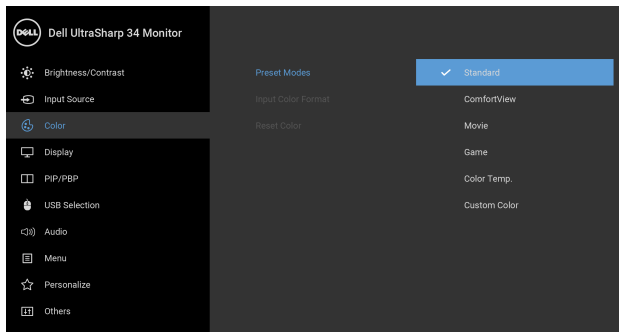 DELL Dell UltraSharp 34 Monitor
Brightness/Contrast
Input Source
Color
Display
PIP/PBP
USB Selection
Audio
Menu
Personalize
Others
Preset Modes
Input Color Format
Reset Color
Standard
ComfortView
Movie
Game
Color Temp.
Custom Color